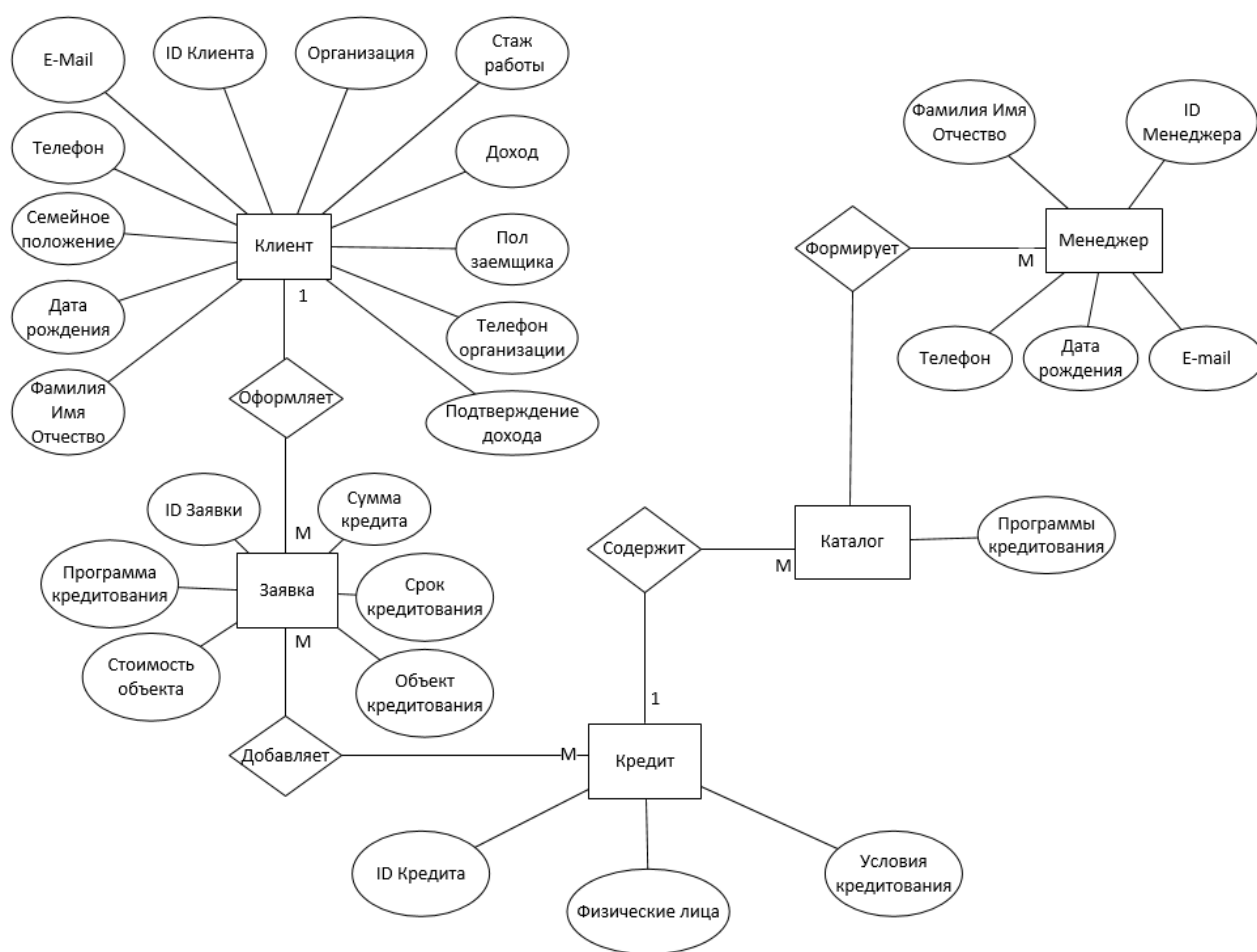 E-Mail
ID Клиента
Организация
Стаж
работы
Телефон
Доход
Семейное
положение
Клиент
Пол
заемщика
Дата
рождения
1
Телефон
организации
Фамилия
Имя
Отчество
Оформляет
Подтверждение
дохода
Фамилия Имя
Отчество
ID
Менеджера
Формирует
М
Менеджер
Телефон
Дата
рождения
E-mail
ID Заявки
Сумма
кредита
М
Программа
кредитования
Заявка
Срок
кредитования
М
Стоимость
объекта
Объект
кредитования
Содержит
М
Каталог
Программы
кредитования
1
Добавляет
М
Кредит
ID Кредита
Физические лица
Условия
кредитования